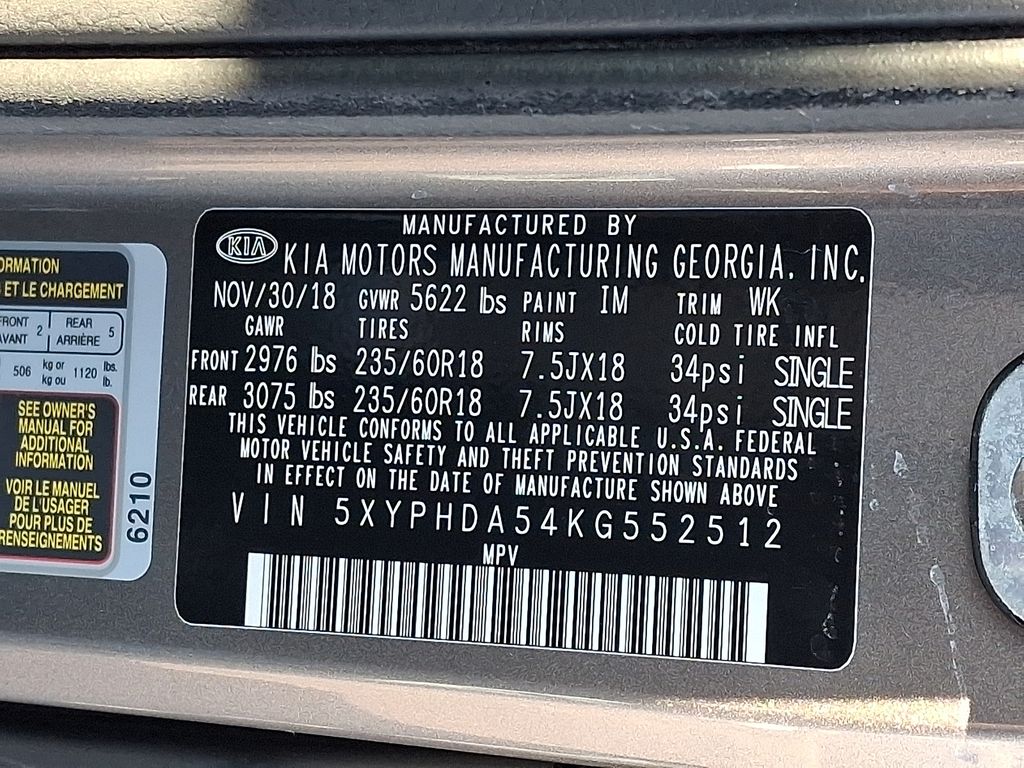 MANUFACTURED BY
KIA KIA MOTORS MANUFACTURING GEORGIA, INC.
NOV/30/18 GVWR 5622 lbs PAINT IM TRIM WK
GAWR TIRES RIMS COLD TIRE INFL
FRONT 2976 lbs 235/60R18 7.5JX18 34psi SINGLE
REAR 3075 lbs 235/60R18 7.5JX18 34psi SINGLE
THIS VEHICLE CONFORMS TO ALL APPLICABLE U.S.A. FEDERAL
MOTOR VEHICLE SAFETY AND THEFT PREVENTION STANDARDS
IN EFFECT ON THE DATE OF MANUFACTURE SHOWN ABOVE
VIN 5XYPHDA54KG552512
MPV
ORMATION
ET LE CHARGEMENT
FRONT 2 REAR 5
AVANT ARRIÈRE
506 kg or 1120 lbs.
kg ou lb.
SEE OWNER'S
MANUAL FOR
ADDITIONAL
INFORMATION
VOIR LE MANUEL
DE L'USAGER
POUR PLUS DE
RENSEIGNEMENTS
6210